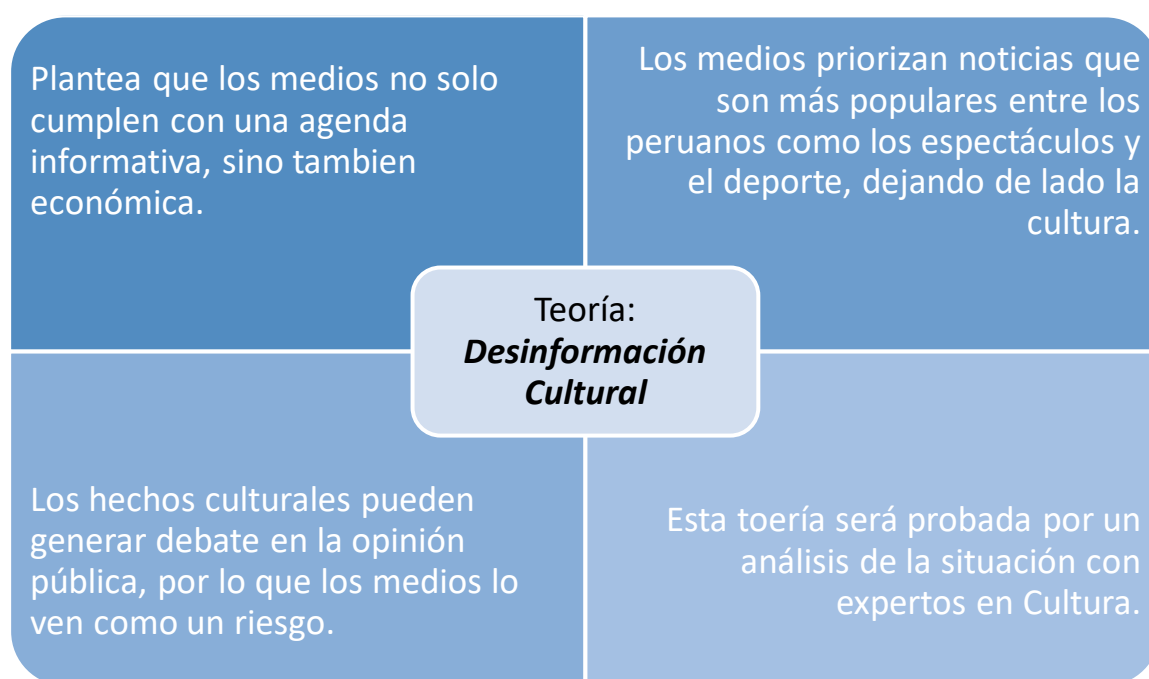 Plantea que los medios no solo
cumplen con una agenda
informativa, sino tambien
económica.
Los medios priorizan noticias que
son más populares entre los
peruanos como los espectáculos y
el deporte, dejando de lado la
cultura.
Teoría:
Desinformación
Cultural
Los hechos culturales pueden
generar debate en la opinión
pública, por lo que los medios lo
ven como un riesgo.
Esta toería será probada por un
análisis de la situación con
expertos en Cultura.